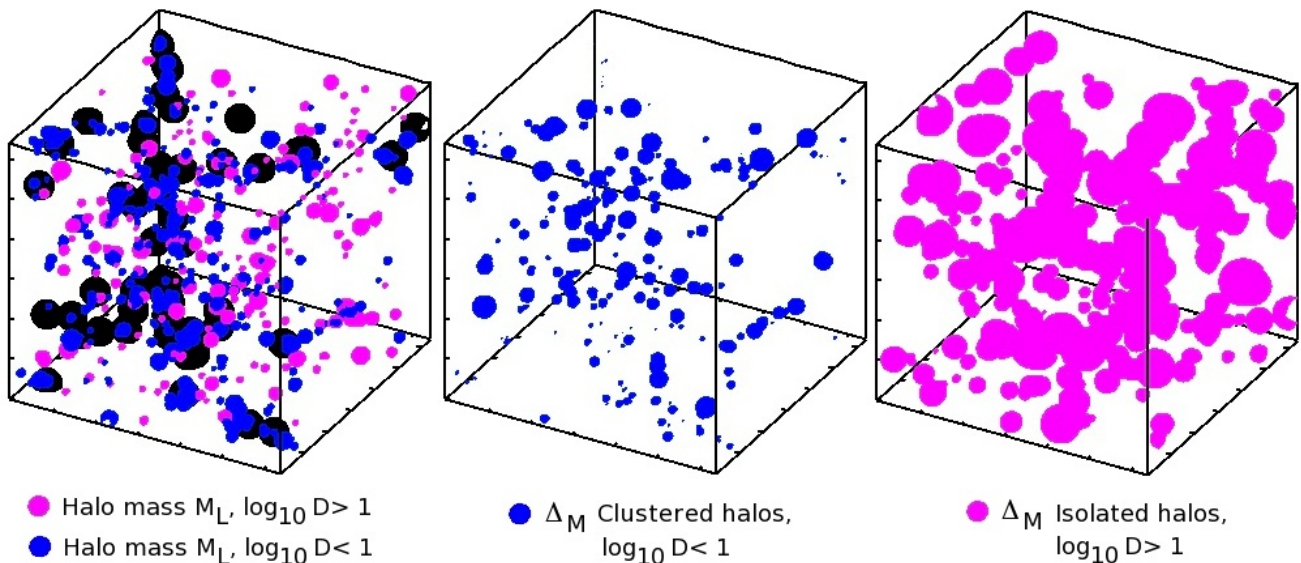 Halo mass M_L, log_10 D> 1
Halo mass M_L, log_10 D< 1
Δ_M Clustered halos,
log_10 D< 1
Δ_M Isolated halos,
log_10 D> 1